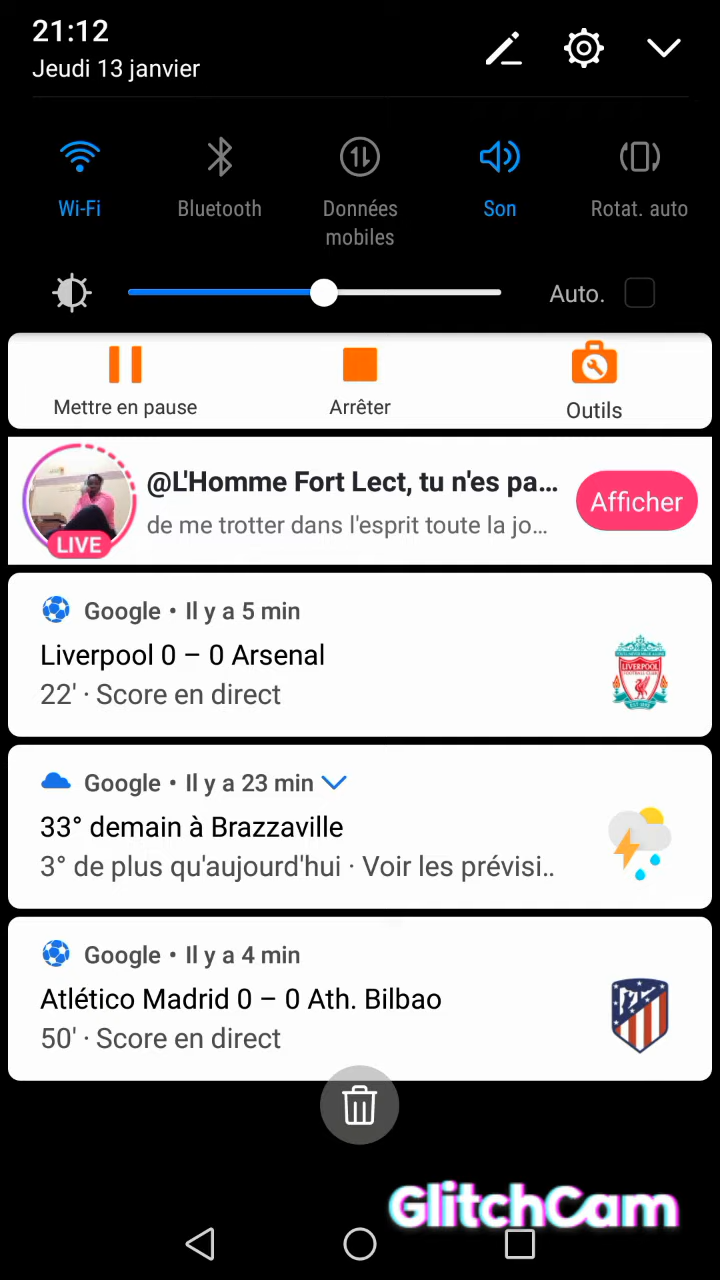 21:12
Jeudi 13 janvier
Wi-Fi
Bluetooth
Données
mobiles
Son
Rotat. auto
Auto.
Mettre en pause
Arrêter
Outils
@L'Homme Fort Lect, tu n'es pa...
de me trotter dans l'esprit toute la jo...
LIVE
Afficher
Google • Il y a 5 min
Liverpool 0 – 0 Arsenal
22' · Score en direct
LIVERPOOL
Google • Il y a 23 min
33° demain à Brazzaville
3° de plus qu'aujourd'hui · Voir les prévisi..
Google • Il y a 4 min
Atlético Madrid 0 – 0 Ath. Bilbao
50' · Score en direct
GlitchCam